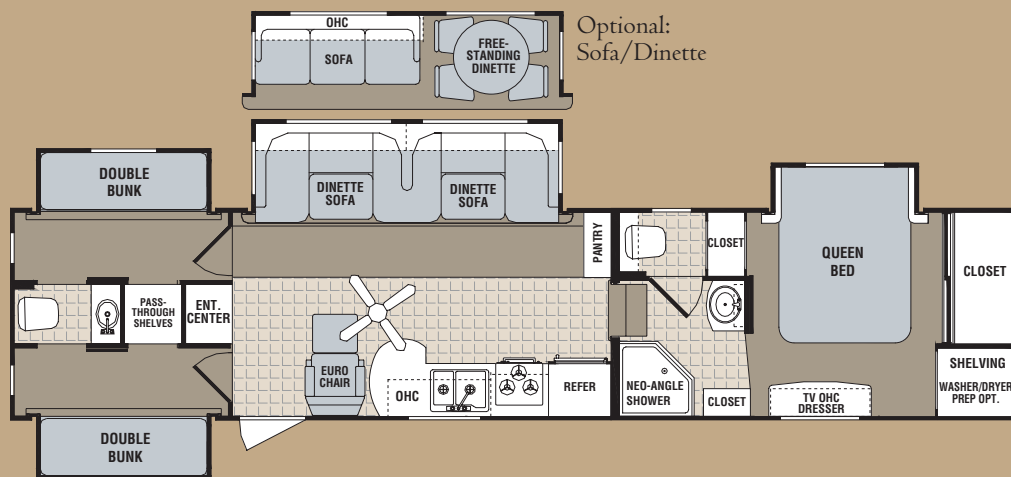 OHC
SOFA
FREE-
STANDING
DINETTE
Optional:
Sofa/Dinette
DOUBLE
BUNK
DINETTE
SOFA
DINETTE
SOFA
PANTRY
CLOSET
QUEEN
BED
CLOSET
PASS-
THROUGH
SHELVES
ENT.
CENTER
EURO
CHAIR
OHC
REFER
NEO-ANGLE
SHOWER
CLOSET
TV OHC
DRESSER
SHELVING
WASHER/DRYER
PREP OPT.
DOUBLE
BUNK